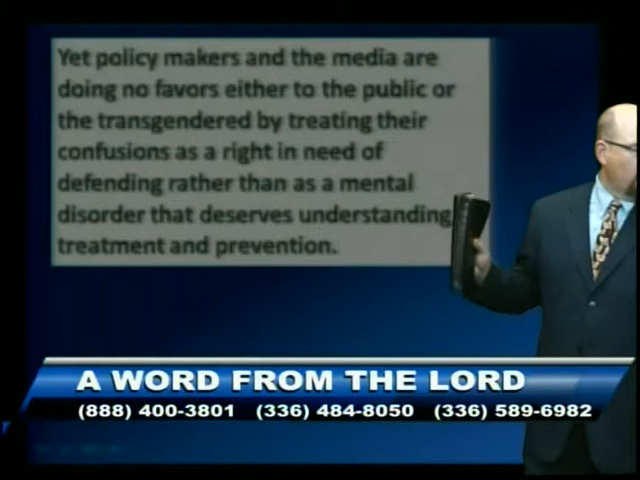 Yet policy makers and the media are
doing no favors either to the public or
the transgendered by treating their
confusions as a right in need of
defending rather than as a mental
disorder that deserves understanding,
treatment and prevention.
A WORD FROM THE LORD
(888) 400-3801 (336) 484-8050 (336) 589-6982